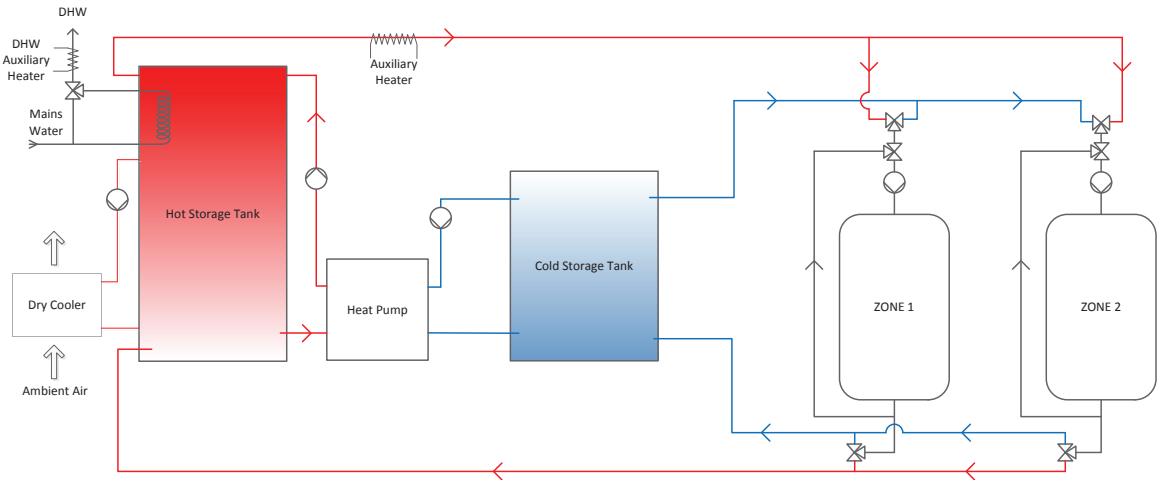 DHW
DHW
Auxiliary
Heater
Mains
Water
Auxiliary
Heater
Hot Storage Tank
Cold Storage Tank
Dry Cooler
Heat Pump
ZONE 1
ZONE 2
Ambient Air